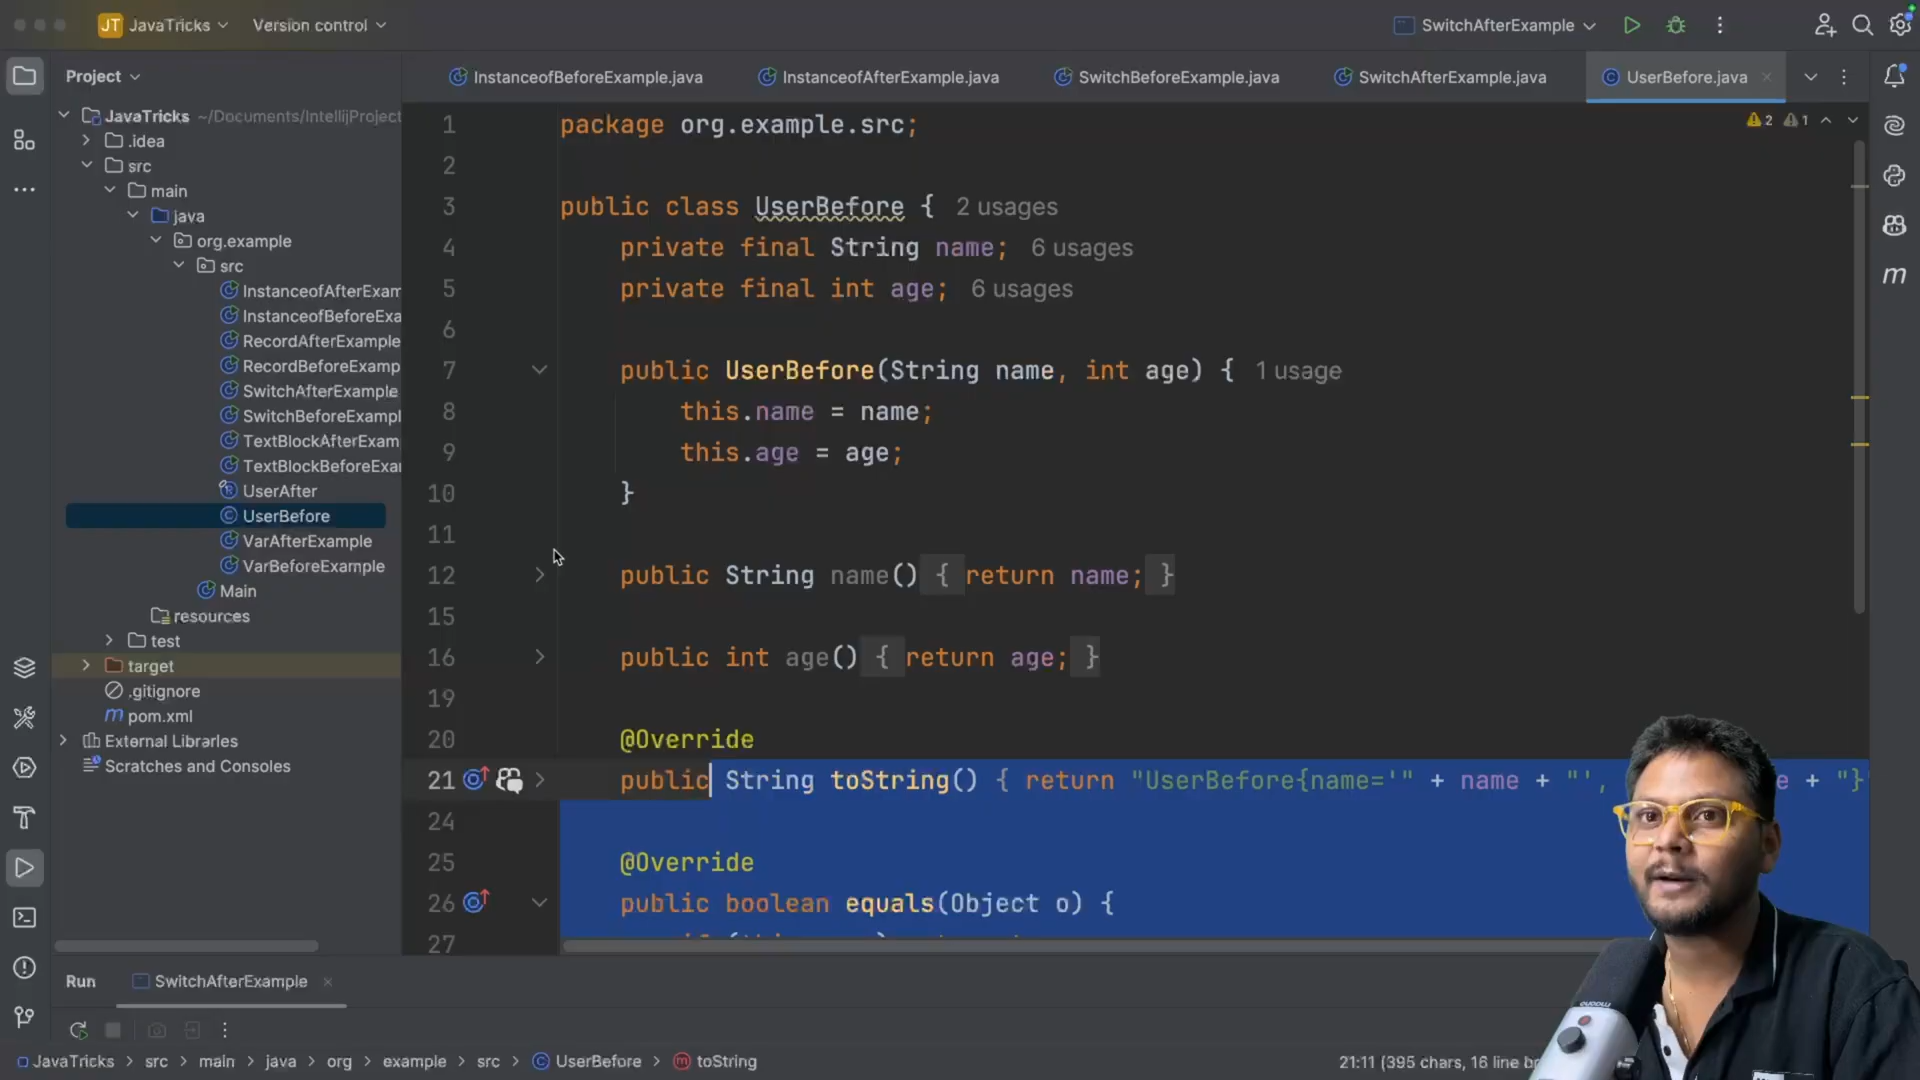 JT JavaTricks Version control SwitchAfterExample
Project
InstanceofBeforeExample.java InstanceofAfterExample.java SwitchBeforeExample.java SwitchAfterExample.java UserBefore.java
JavaTricks ~/Documents/IntellijProject
.idea
src
main
java
org.example
src
InstanceofAfterExam
InstanceofBeforeExa
RecordAfterExample
RecordBeforeExamp
SwitchAfterExample
SwitchBeforeExampl
TextBlockAfterExam
TextBlockBeforeExa
UserAfter
UserBefore
VarAfterExample
VarBeforeExample
Main
resources
test
target
.gitignore
m pom.xml
External Libraries
Scratches and Consoles
2 1
1 package org.example.src;
2
3 public class UserBefore { 2 usages
4 private final String name; 6 usages
5 private final int age; 6 usages
6
7 public UserBefore(String name, int age) { 1 usage
8 this.name = name;
9 this.age = age;
10 }
11
12 public String name() { return name; }
15
16 public int age() { return age; }
19
20 @Override
21 public String toString() { return "UserBefore{name='" + name + "', e + "}
24
25 @Override
26 public boolean equals(Object o) {
27
m
Run SwitchAfterExample
JavaTricks > src > main > java > org > example > src > UserBefore > m toString
21:11 (395 chars, 16 line br